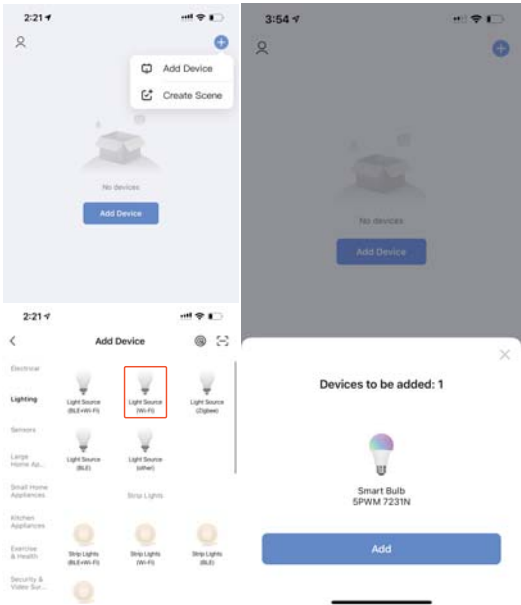 2:21
Add Device
Create Scene
No devices
Add Device
2:21
Add Device
Electrical
Lighting
Sensors
Large
Home Ap...
Small Home
Appliances
Kitchen
Appliances
Exercise
& Health
Security &
Video Sur...
Light Source
(BLE+Wi-Fi)
Light Source
(Wi-Fi)
Light Source
(Zigbee)
Light Source
(BLE)
Light Source
(other)
Strip Lights
Strip Lights
(BLE+Wi-Fi)
Strip Lights
(Wi-Fi)
Strip Lights
(BLE)
3:54
No devices
Add Device
Devices to be added: 1
Smart Bulb
5PWM 7231N
Add